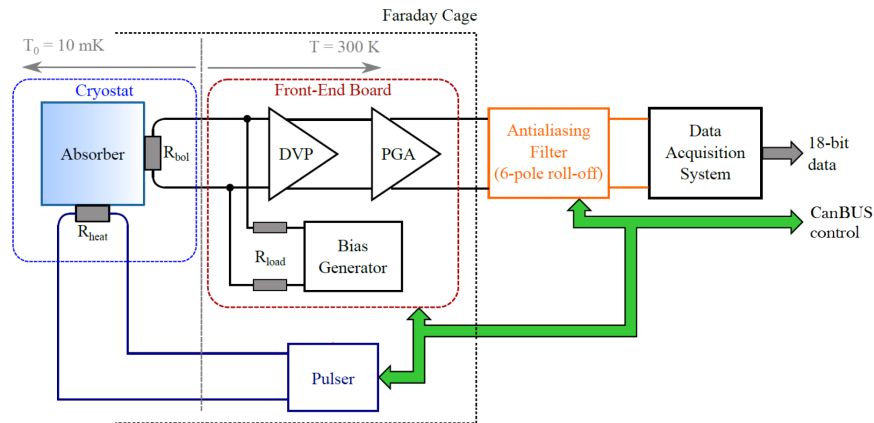 Faraday Cage
T₀ = 10 mK
T = 300 K
Cryostat
Front-End Board
Absorber
R_bol
DVP
PGA
Antialiasing
Filter
(6-pole roll-off)
Data
Acquisition
System
18-bit
data
R_heat
R_load
Bias
Generator
CanBUS
control
Pulser